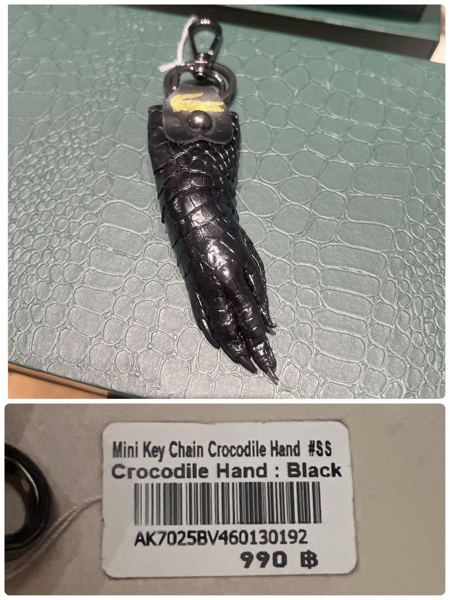 Mini Key Chain Crocodile Hand #SS
Crocodile Hand : Black
AK7025BV460130192
990 ฿